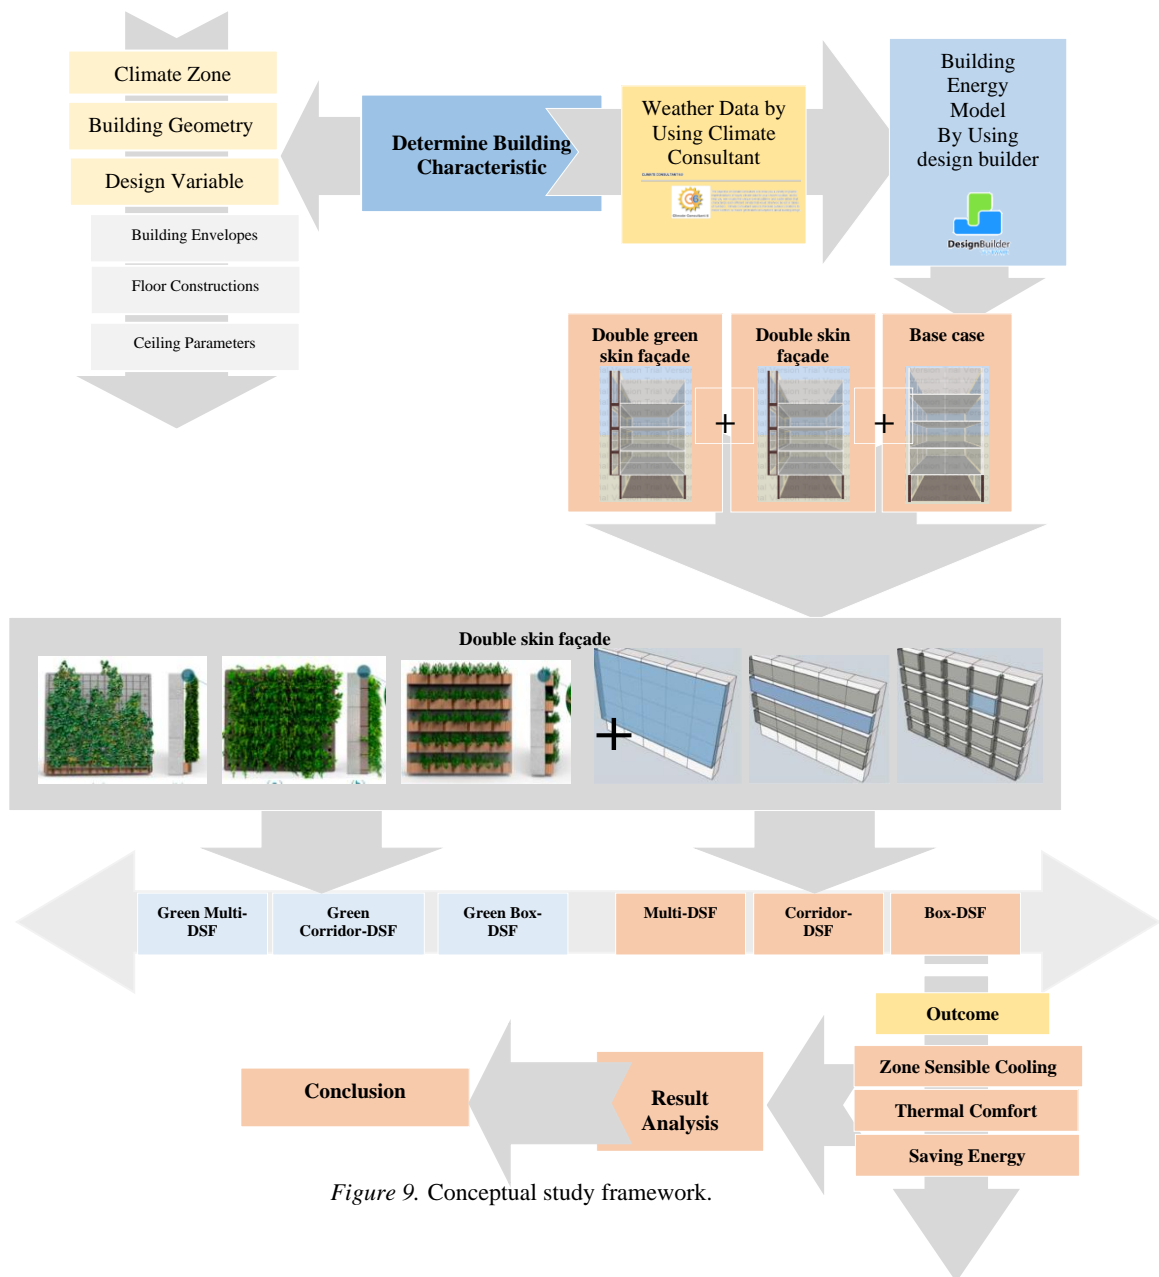 Climate Zone
Building Geometry
Design Variable
Building Envelopes
Floor Constructions
Ceiling Parameters
Determine Building
Characteristic
Weather Data by
Using Climate
Consultant
Building
Energy
Model
By Using
design builder
DesignBuilder
Double green
skin façade
Double skin
façade
Base case
+
+
Double skin façade
+
Green Multi-
DSF
Green
Corridor-DSF
Green Box-
DSF
Multi-DSF
Corridor-
DSF
Box-DSF
Outcome
Zone Sensible Cooling
Thermal Comfort
Saving Energy
Result
Analysis
Conclusion
Figure 9. Conceptual study framework.